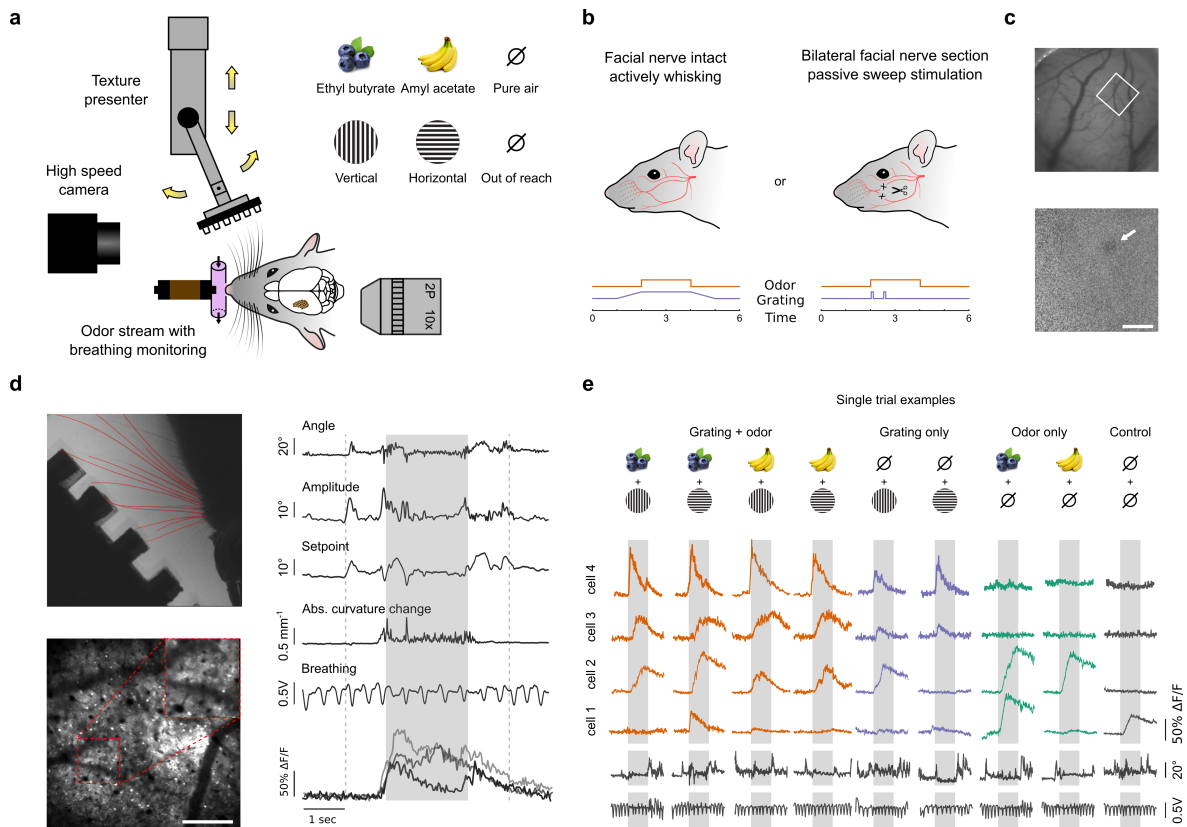 a
Texture
presenter
High speed
camera
Odor stream with
breathing monitoring
Ethyl butyrate
Amyl acetate
Pure air
Vertical
Horizontal
Out of reach
2P
10x
b
Facial nerve intact
actively whisking
or
Bilateral facial nerve section
passive sweep stimulation
Odor
Grating
Time
0
3
6
0
3
6
c
d
Angle
20°
Amplitude
10°
Setpoint
10°
Abs. curvature change
0.5 mm⁻¹
Breathing
0.5V
50% ΔF/F
1 sec
e
Single trial examples
Grating + odor
Grating only
Odor only
Control
+ + + + + + + + +
cell 4
cell 3
cell 2
cell 1
50% ΔF/F
20°
0.5V